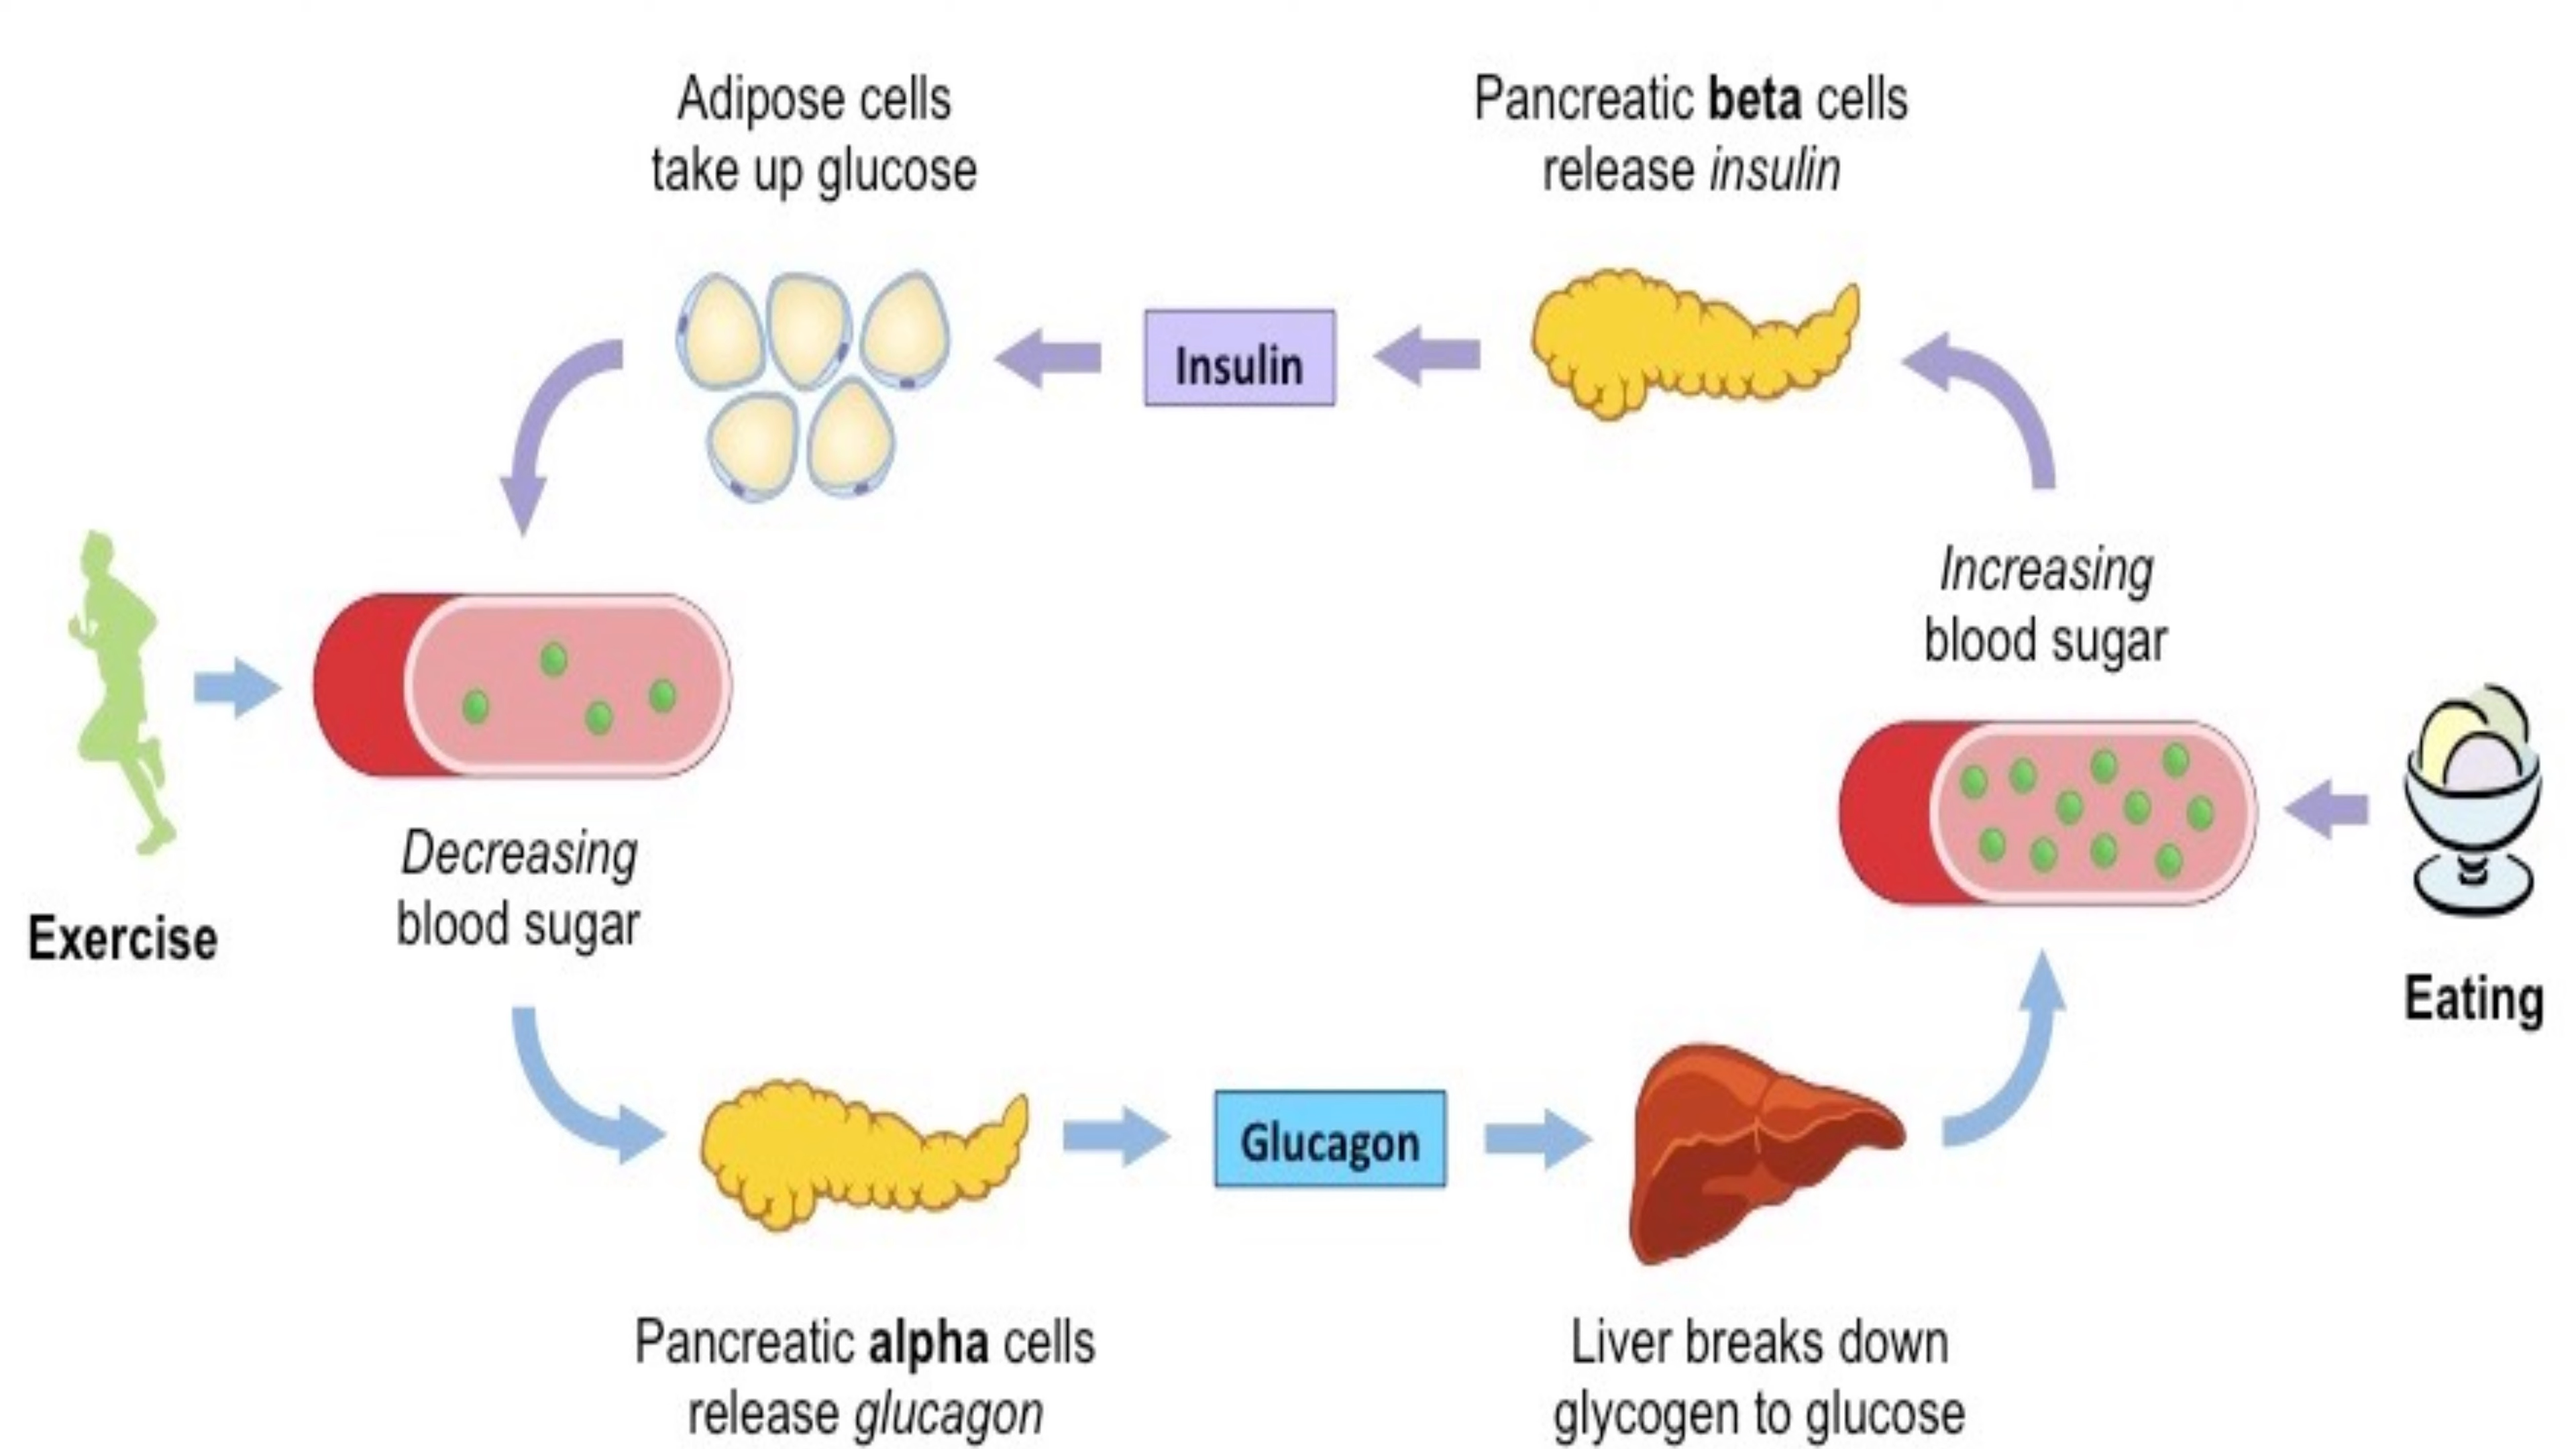 Adipose cells
take up glucose
Pancreatic beta cells
release insulin
Insulin
Increasing
blood sugar
Exercise
Decreasing
blood sugar
Eating
Glucagon
Pancreatic alpha cells
release glucagon
Liver breaks down
glycogen to glucose